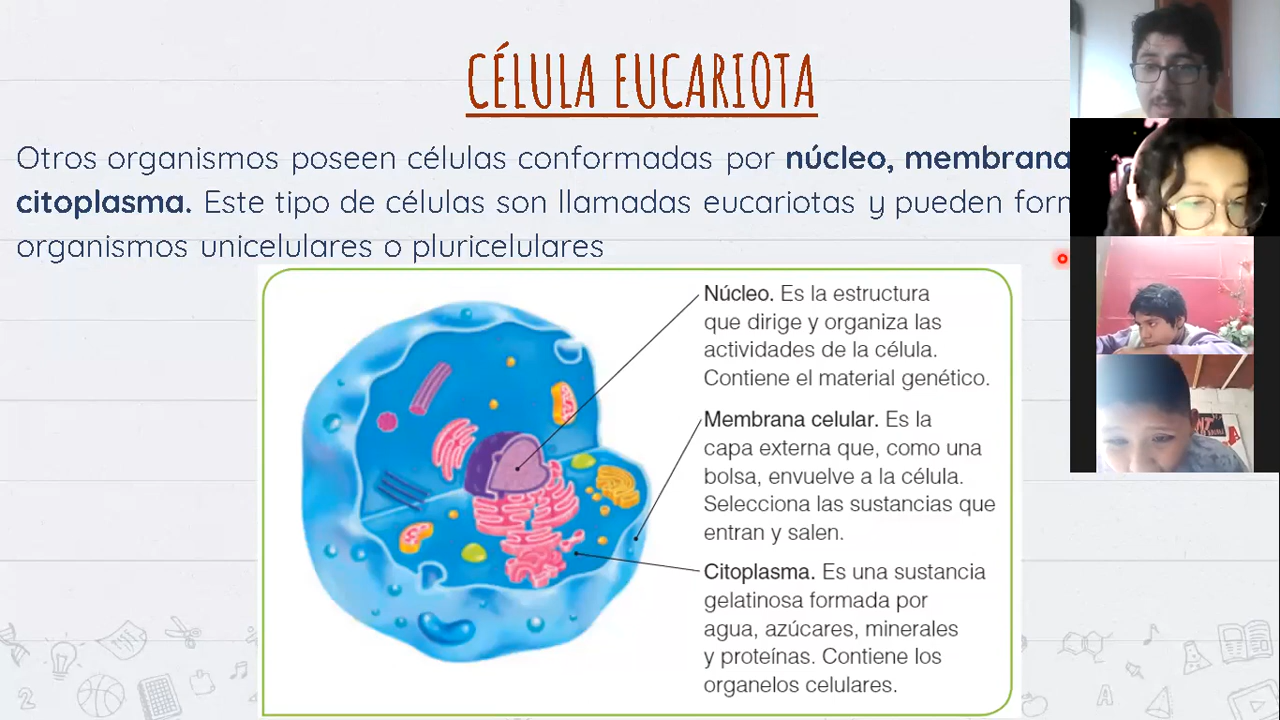 CÉLULA EUCARIOTA
Otros organismos poseen células conformadas por núcleo, membrana
citoplasma. Este tipo de células son llamadas eucariotas y pueden
organismos unicelulares o pluricelulares
Núcleo. Es la estructura
que dirige y organiza las
actividades de la célula.
Contiene el material genético.
Membrana celular. Es la
capa externa que, como una
bolsa, envuelve a la célula.
Selecciona las sustancias que
entran y salen.
Citoplasma. Es una sustancia
gelatinosa formada por
agua, azúcares, minerales
y proteínas. Contiene los
organelos celulares.